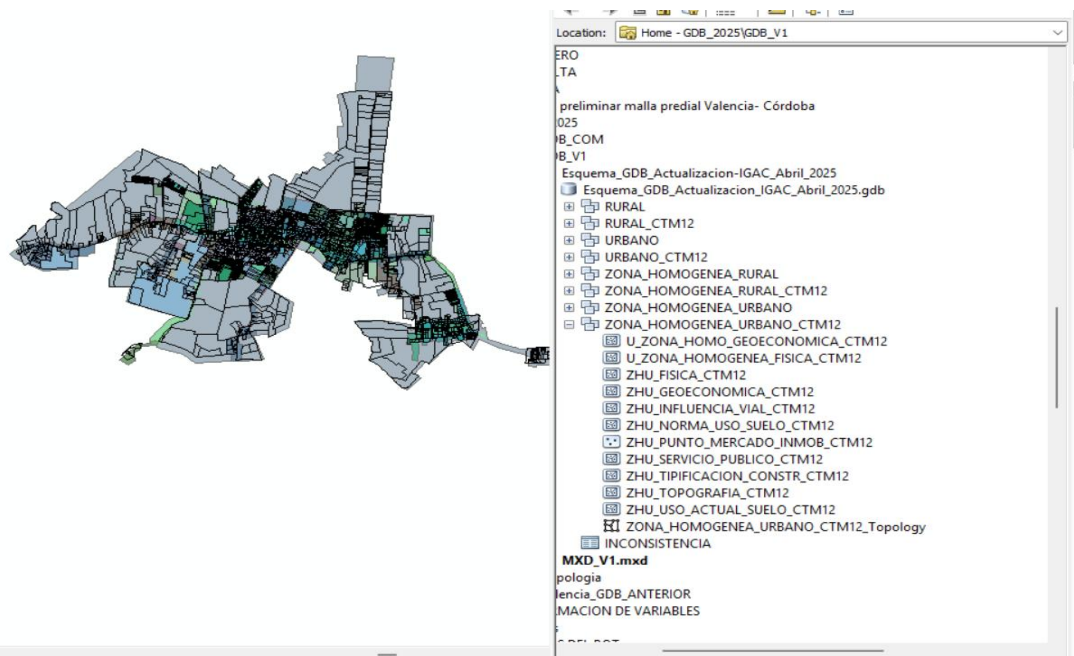 Location: Home - GDB_2025\GDB_V1
ERO
TA
preliminar malla predial Valencia- Córdoba
025
B_COM
B_V1
Esquema_GDB_Actualizacion-IGAC_Abril_2025
Esquema_GDB_Actualizacion_IGAC_Abril_2025.gdb
RURAL
RURAL_CTM12
URBANO
URBANO_CTM12
ZONA_HOMOGENEA_RURAL
ZONA_HOMOGENEA_RURAL_CTM12
ZONA_HOMOGENEA_URBANO
ZONA_HOMOGENEA_URBANO_CTM12
U_ZONA_HOMO_GEOECONOMICA_CTM12
U_ZONA_HOMOGENEA_FISICA_CTM12
ZHU_FISICA_CTM12
ZHU_GEOECONOMICA_CTM12
ZHU_INFLUENCIA_VIAL_CTM12
ZHU_NORMA_USO_SUELO_CTM12
ZHU_PUNTO_MERCADO_INMOB_CTM12
ZHU_SERVICIO_PUBLICO_CTM12
ZHU_TIPIFICACION_CONSTR_CTM12
ZHU_TOPOGRAFIA_CTM12
ZHU_USO_ACTUAL_SUELO_CTM12
ZONA_HOMOGENEA_URBANO_CTM12_Topology
INCONSISTENCIA
MXD_V1.mxd
pologia
lencia_GDB_ANTERIOR
MACION DE VARIABLES